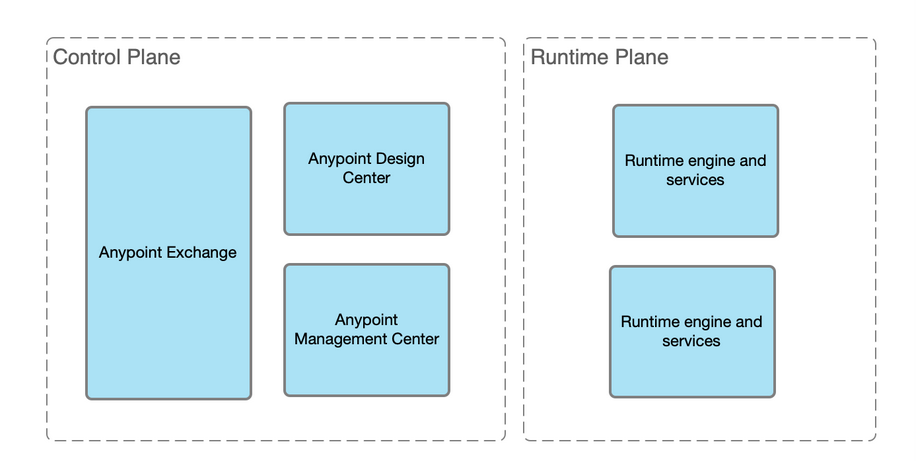 Control Plane
Anypoint Exchange
Anypoint Design
Center
Anypoint
Management Center
Runtime Plane
Runtime engine and
services
Runtime engine and
services